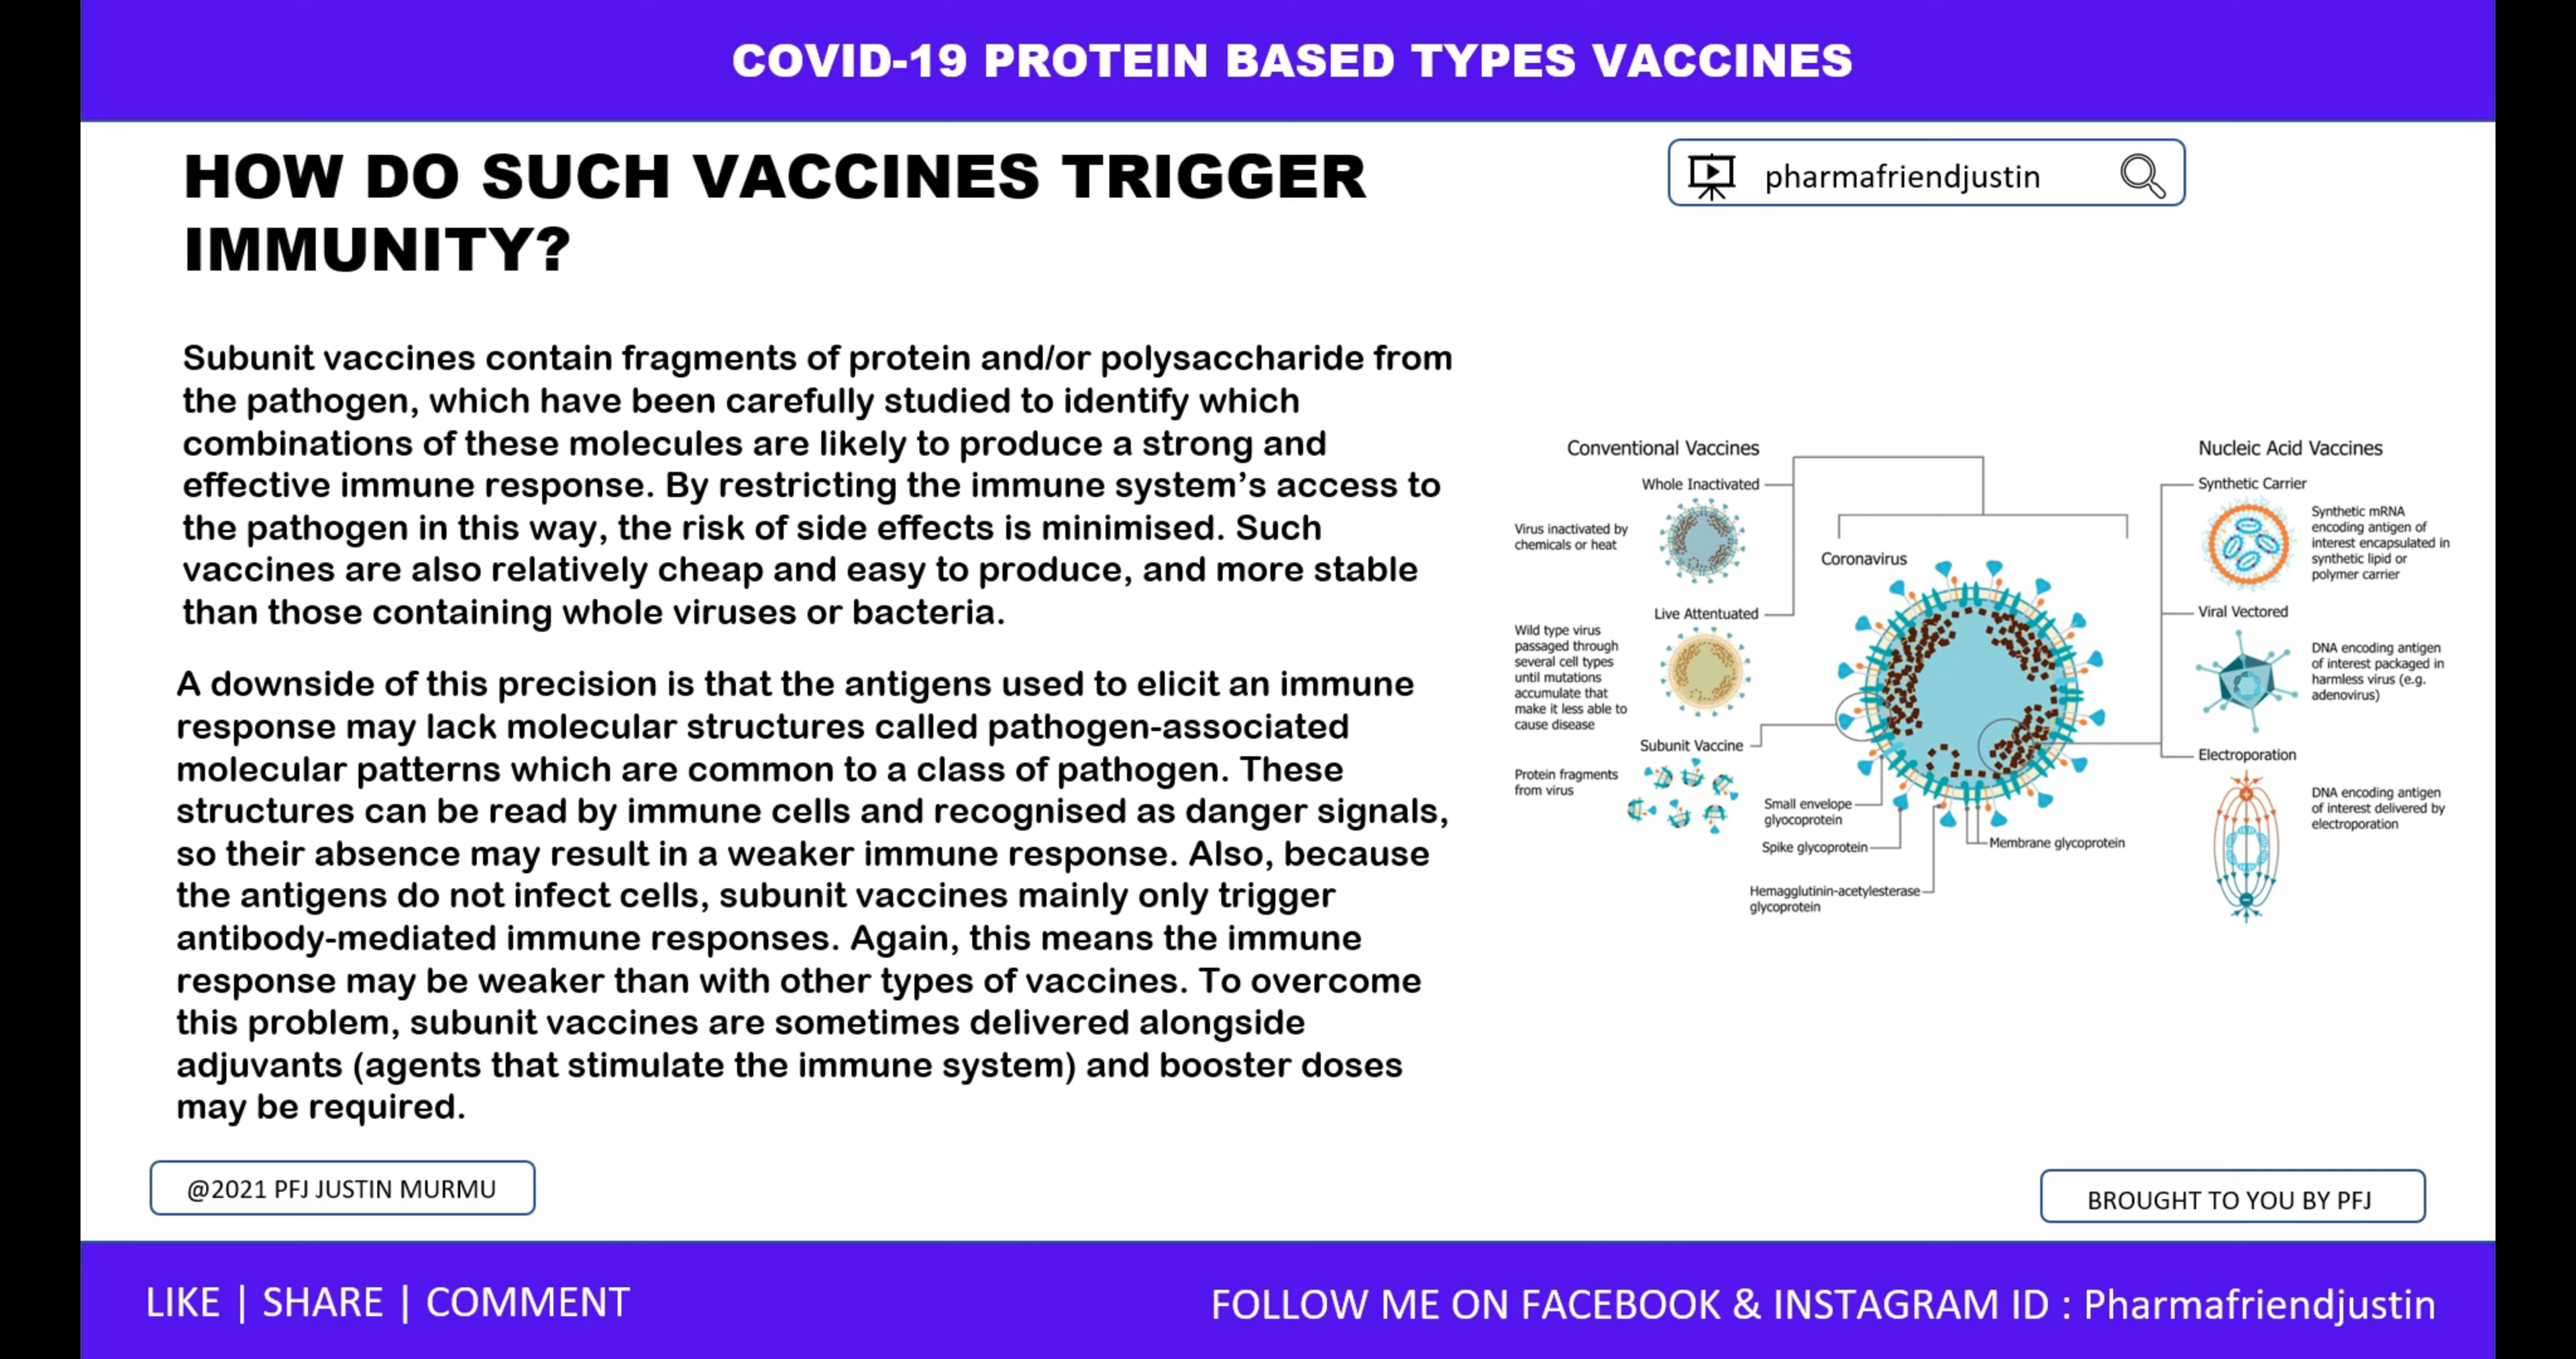 COVID-19 PROTEIN BASED TYPES VACCINES
HOW DO SUCH VACCINES TRIGGER
IMMUNITY?
pharmafriendjustin
Subunit vaccines contain fragments of protein and/or polysaccharide from
the pathogen, which have been carefully studied to identify which
combinations of these molecules are likely to produce a strong and
effective immune response. By restricting the immune system’s access to
the pathogen in this way, the risk of side effects is minimised. Such
vaccines are also relatively cheap and easy to produce, and more stable
than those containing whole viruses or bacteria.
A downside of this precision is that the antigens used to elicit an immune
response may lack molecular structures called pathogen-associated
molecular patterns which are common to a class of pathogen. These
structures can be read by immune cells and recognised as danger signals,
so their absence may result in a weaker immune response. Also, because
the antigens do not infect cells, subunit vaccines mainly only trigger
antibody-mediated immune responses. Again, this means the immune
response may be weaker than with other types of vaccines. To overcome
this problem, subunit vaccines are sometimes delivered alongside
adjuvants (agents that stimulate the immune system) and booster doses
may be required.
Conventional Vaccines
Whole Inactivated
Virus inactivated by
chemicals or heat
Live Attentuated
Wild type virus
passaged through
several cell types
until mutations
accumulate that
make it less able to
cause disease
Subunit Vaccine
Protein fragments
from virus
Coronavirus
Small envelope
glyocoprotein
Spike glycoprotein
Hemagglutinin-acetylesterase
glycoprotein
Membrane glycoprotein
Nucleic Acid Vaccines
Synthetic Carrier
Synthetic mRNA
encoding antigen of
interest encapsulated in
synthetic lipid or
polymer carrier
Viral Vectored
DNA encoding antigen
of interest packaged in
harmless virus (e.g.
adenovirus)
Electroporation
DNA encoding antigen
of interest delivered by
electroporation
@2021 PFJ JUSTIN MURMU
BROUGHT TO YOU BY PFJ
LIKE | SHARE | COMMENT
FOLLOW ME ON FACEBOOK & INSTAGRAM ID : Pharmafriendjustin